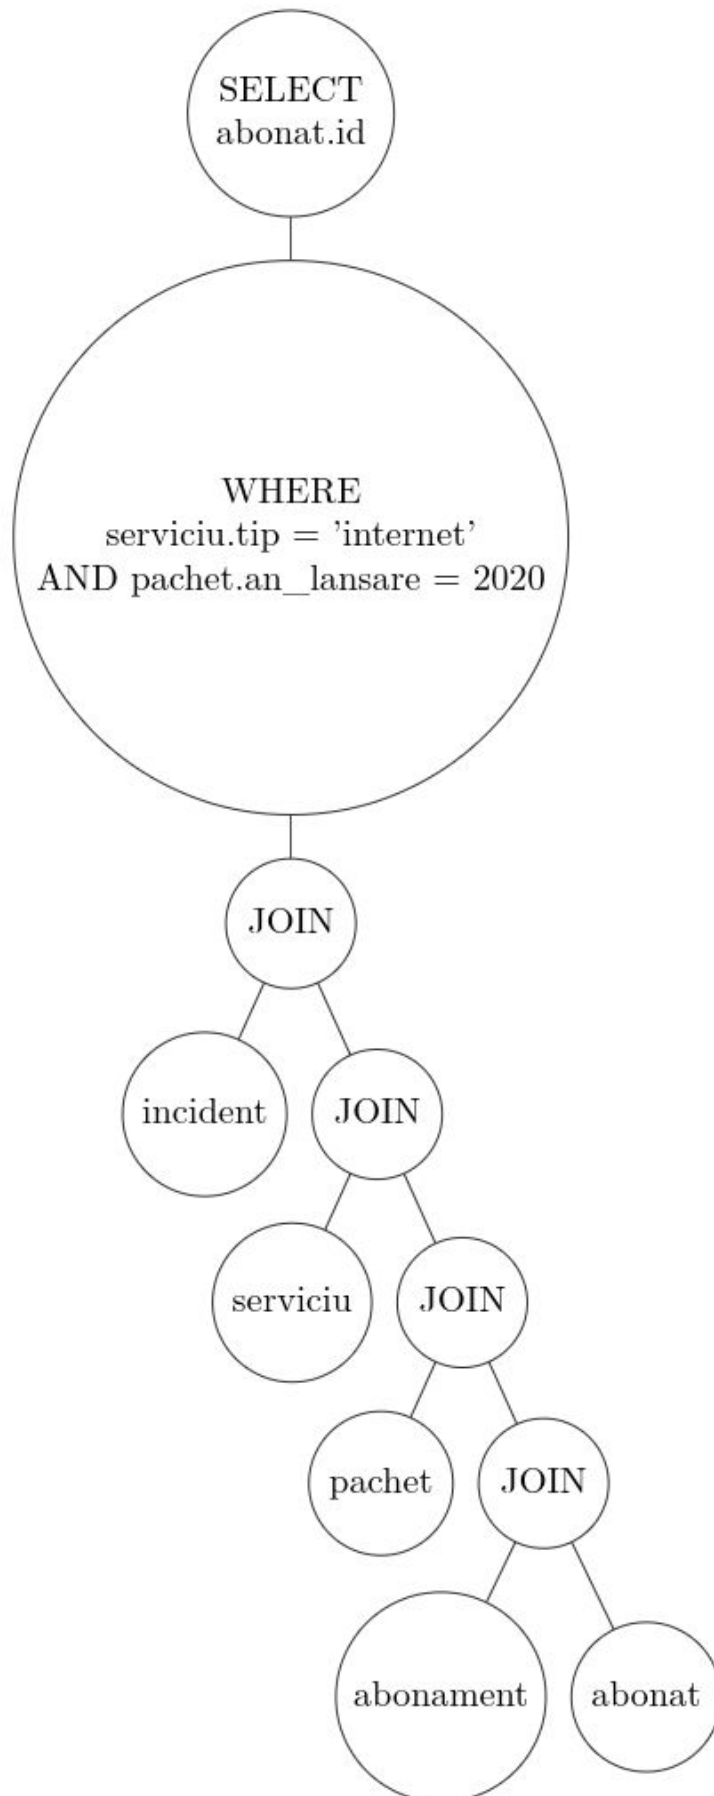 SELECT
abonat.id
WHERE
serviciu.tip = 'internet'
AND pachet.an_lansare = 2020
JOIN
incident
JOIN
serviciu
JOIN
pachet
JOIN
abonament
abonat